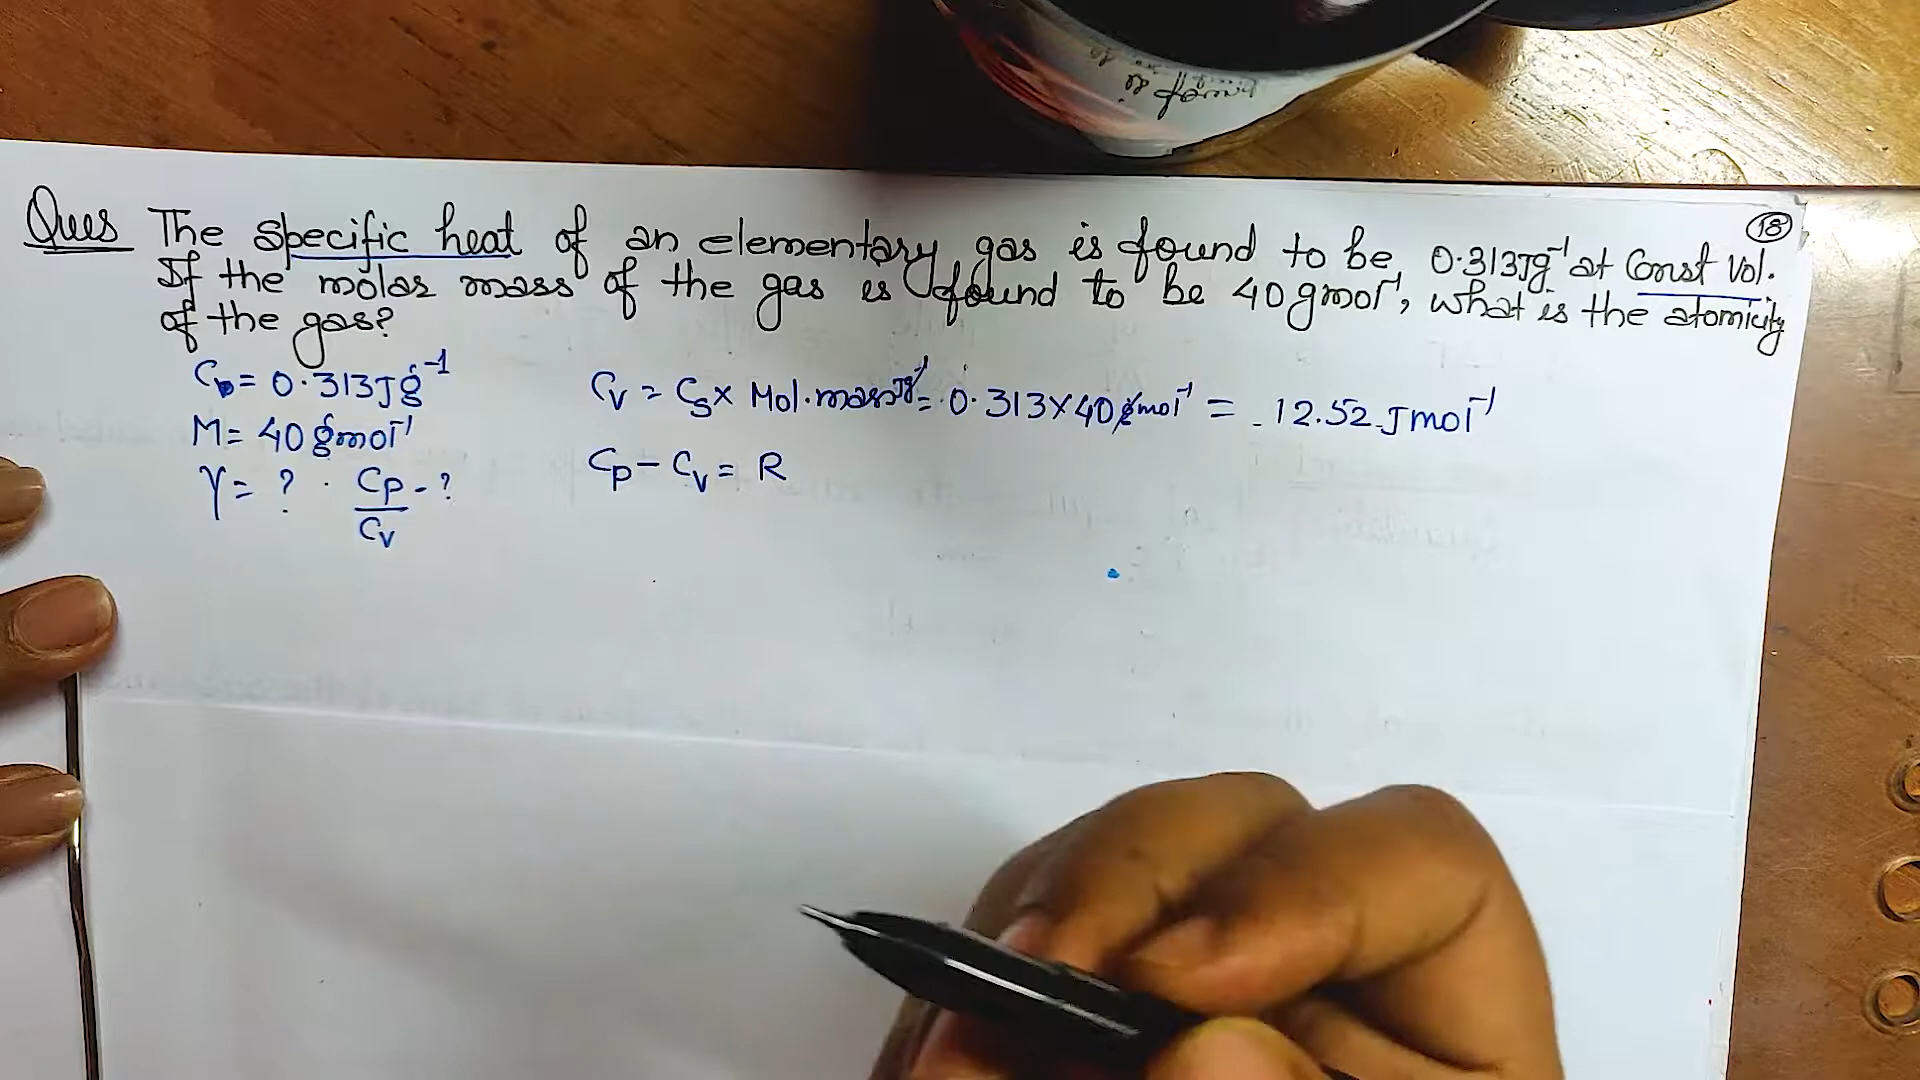 18
Ques The specific heat of an elementary gas is found to be 0.313Jg⁻¹ at Const Vol.
If the molar mass of the gas is found to be 40gmol⁻¹, what is the atomicity
of the gas?
= 0.313Jg⁻¹
M = 40gmol⁻¹
γ = ? Cp/Cv - ?
Cv = Cs × Mol. mass = 0.313×40gmol⁻¹ = 12.52 Jmol⁻¹
Cp - Cv = R